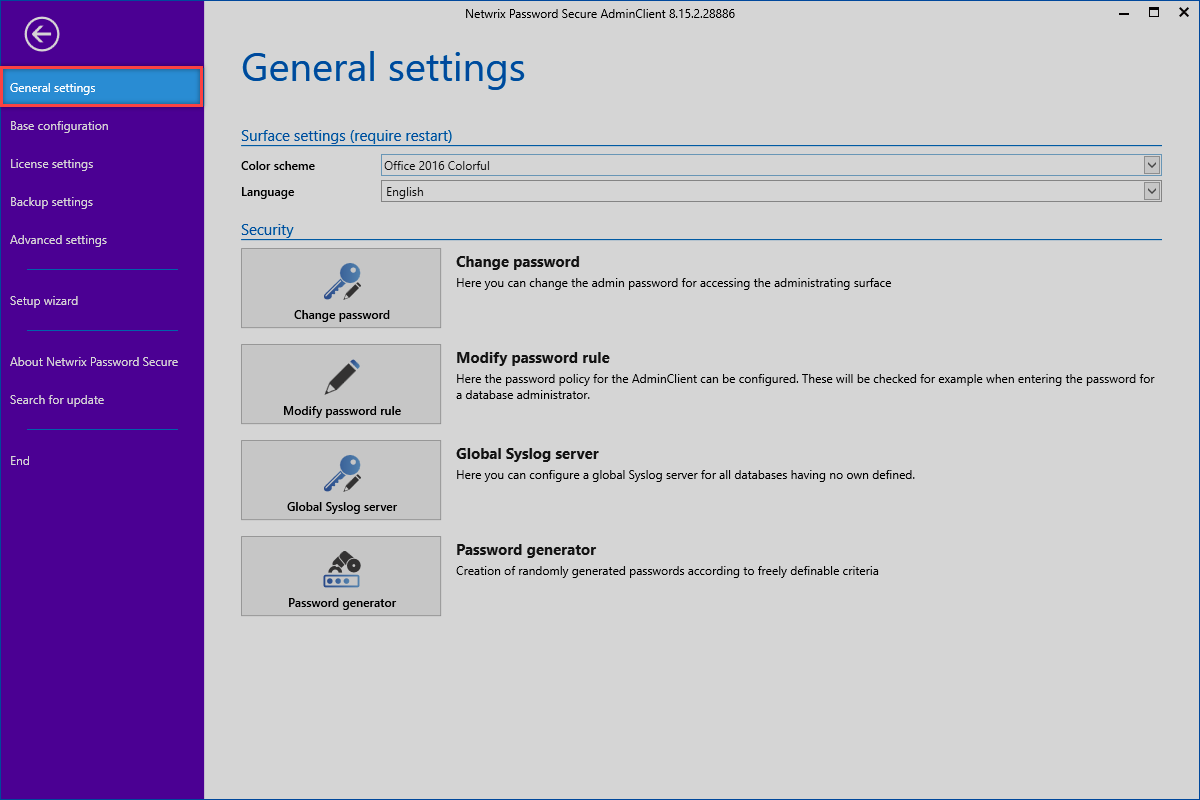 Netwrix Password Secure AdminClient 8.15.2.28886
General settings
Base configuration
License settings
Backup settings
Advanced settings
Setup wizard
About Netwrix Password Secure
Search for update
End
General settings
Surface settings (require restart)
Color scheme
Office 2016 Colorful
Language
English
Security
Change password
Change password
Here you can change the admin password for accessing the administrating surface
Modify password rule
Modify password rule
Here the password policy for the AdminClient can be configured. These will be checked for example when entering the password for
a database administrator.
Global Syslog server
Global Syslog server
Here you can configure a global Syslog server for all databases having no own defined.
Password generator
Password generator
Creation of randomly generated passwords according to freely definable criteria